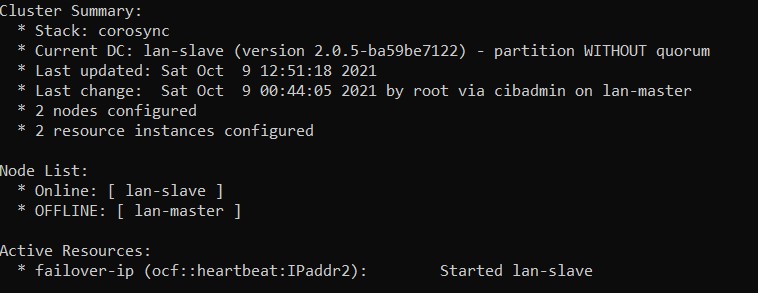 Cluster Summary:
* Stack: corosync
* Current DC: lan-slave (version 2.0.5-ba59be7122) - partition WITHOUT quorum
* Last updated: Sat Oct  9 12:51:18 2021
* Last change:  Sat Oct  9 00:44:05 2021 by root via cibadmin on lan-master
* 2 nodes configured
* 2 resource instances configured
Node List:
* Online: [ lan-slave ]
* OFFLINE: [ lan-master ]
Active Resources:
* failover-ip (ocf::heartbeat:IPaddr2):        Started lan-slave